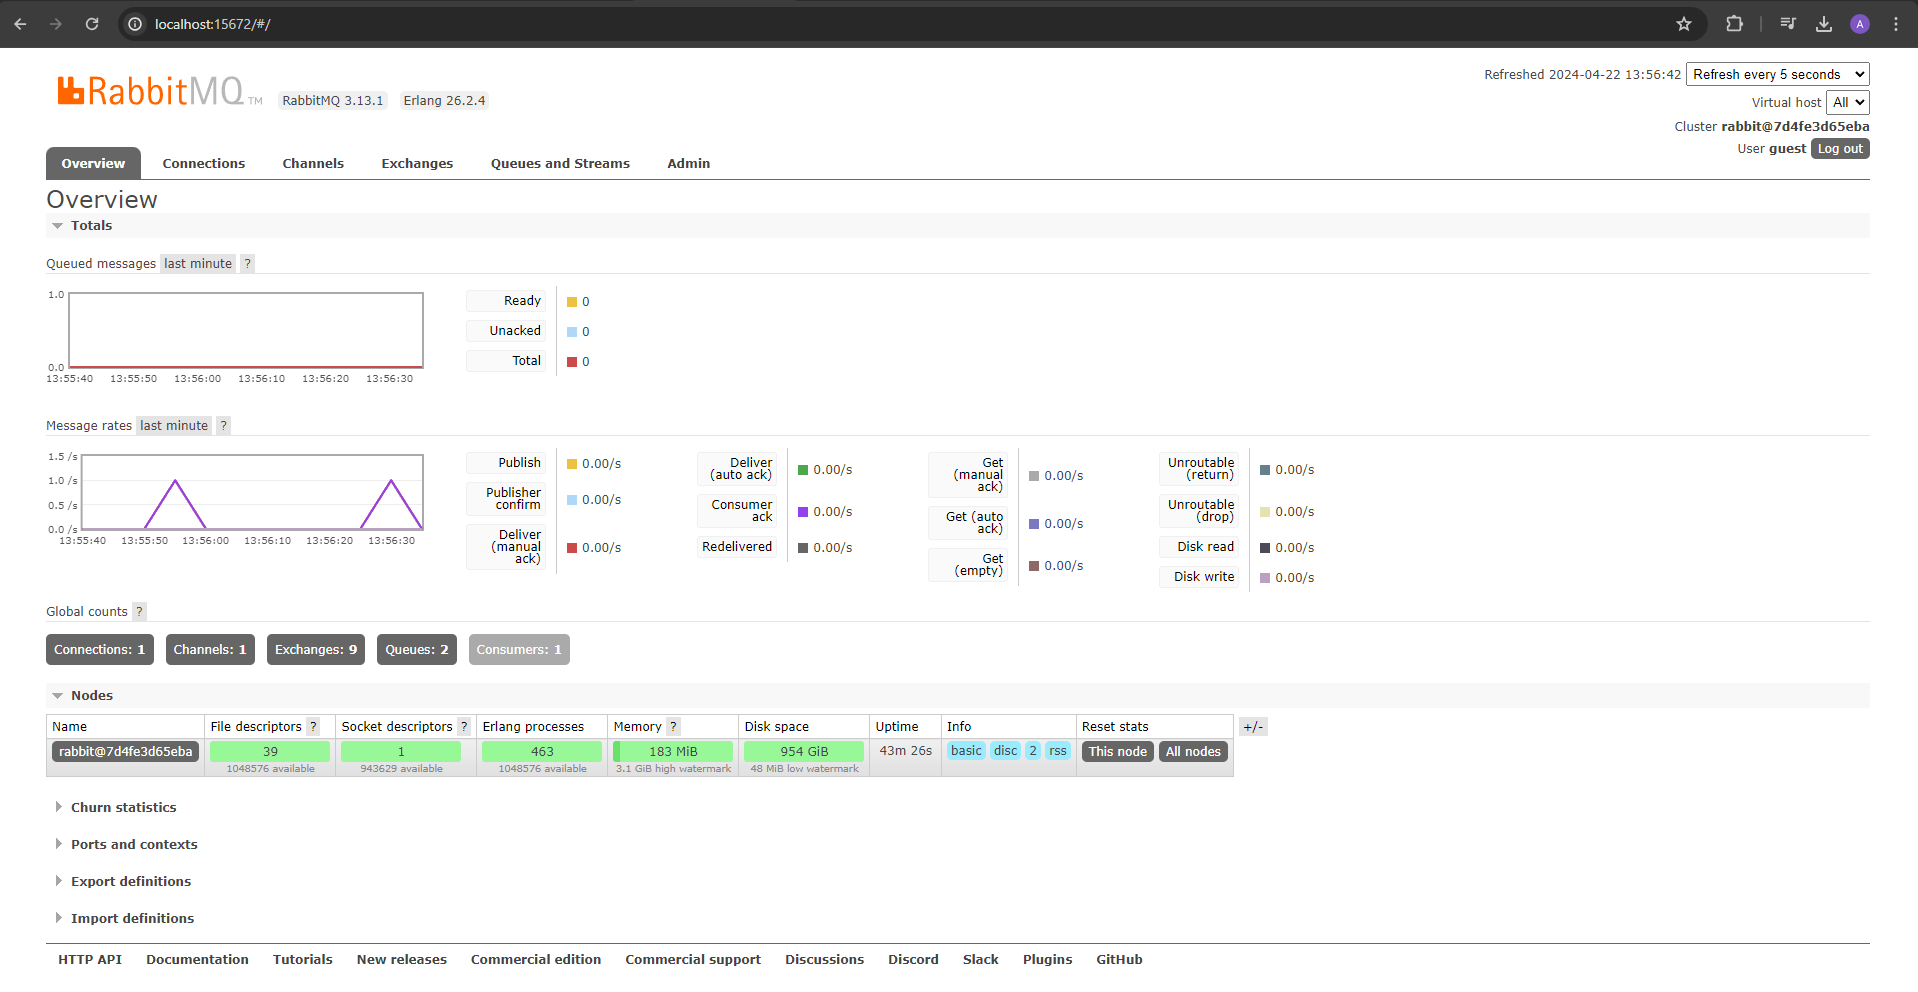 localhost:15672/#/
A
RabbitMQ TM RabbitMQ 3.13.1 Erlang 26.2.4
Refreshed 2024-04-22 13:56:42 Refresh every 5 seconds
Virtual host All
Cluster rabbit@7d4fe3d65eba
User guest Log out
Overview Connections Channels Exchanges Queues and Streams Admin
Overview
Totals
Queued messages last minute ?
1.0
0.0
13:55:40 13:55:50 13:56:00 13:56:10 13:56:20 13:56:30
Ready 0
Unacked 0
Total 0
Message rates last minute ?
1.5 /s
1.0 /s
0.5 /s
0.0 /s
13:55:40 13:55:50 13:56:00 13:56:10 13:56:20 13:56:30
Publish 0.00/s
Publisher
confirm 0.00/s
Deliver
(manual
ack) 0.00/s
Deliver
(auto ack) 0.00/s
Consumer
ack 0.00/s
Redelivered 0.00/s
Get
(manual
ack) 0.00/s
Get (auto
ack) 0.00/s
Get
(empty) 0.00/s
Unroutable
(return) 0.00/s
Unroutable
(drop) 0.00/s
Disk read 0.00/s
Disk write 0.00/s
Global counts ?
Connections: 1 Channels: 1 Exchanges: 9 Queues: 2 Consumers: 1
Nodes
Name File descriptors ? Socket descriptors ? Erlang processes Memory ? Disk space Uptime Info Reset stats +/-
rabbit@7d4fe3d65eba 39 1 463 183 MiB 954 GiB 43m 26s basic disc 2 rss This node All nodes
1048576 available 943629 available 1048576 available 3.1 GiB high watermark 48 MiB low watermark
Churn statistics
Ports and contexts
Export definitions
Import definitions
HTTP API Documentation Tutorials New releases Commercial edition Commercial support Discussions Discord Slack Plugins GitHub